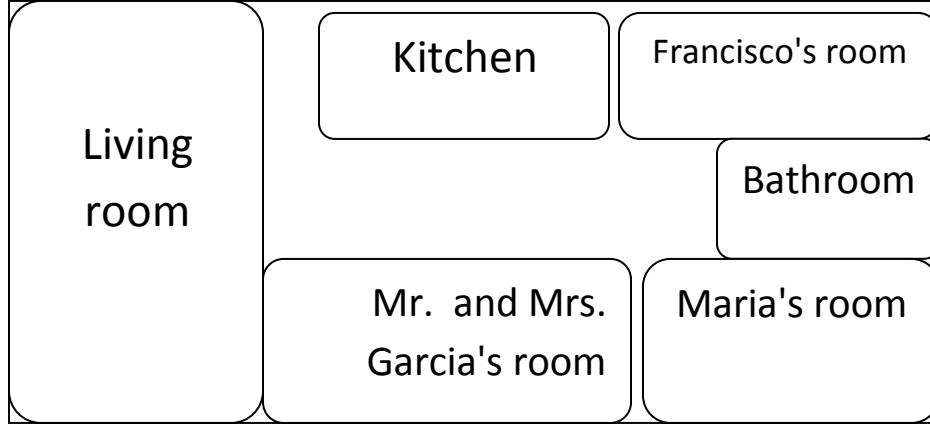 Living
room
Kitchen
Francisco's room
Bathroom
Mr.  and Mrs.
Garcia's room
Maria's room